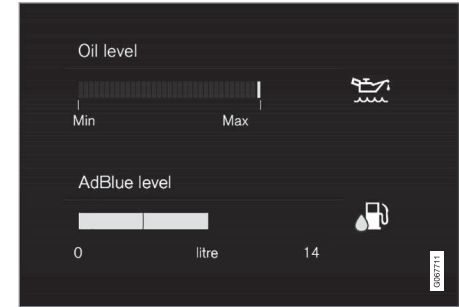 Oil level
Min Max
AdBlue level
0 litre 14
G067711